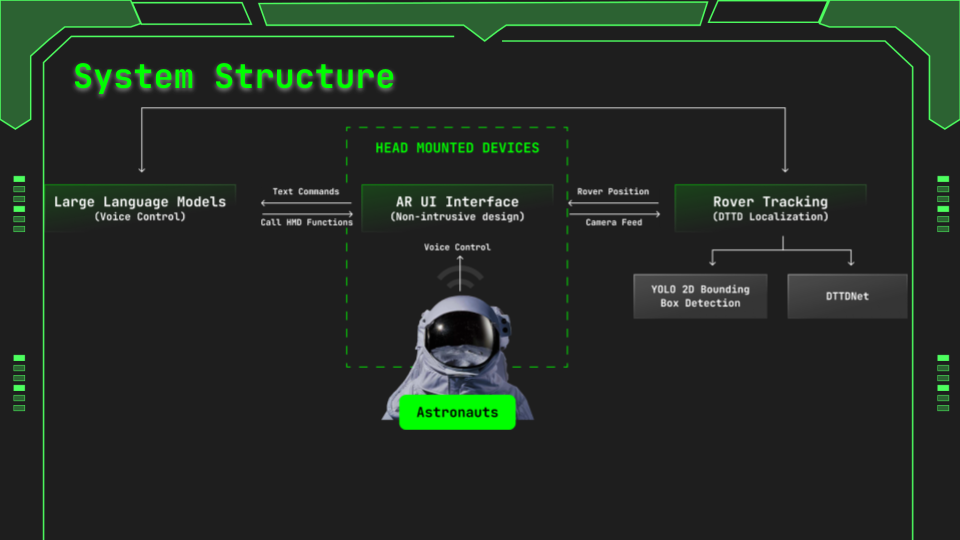 System Structure
HEAD MOUNTED DEVICES
Large Language Models
(Voice Control)
Text Commands
Call HMD Functions
AR UI Interface
(Non-intrusive design)
Rover Position
Camera Feed
Rover Tracking
(DTTD Localization)
Voice Control
YOLO 2D Bounding
Box Detection
DTTDNet
Astronauts